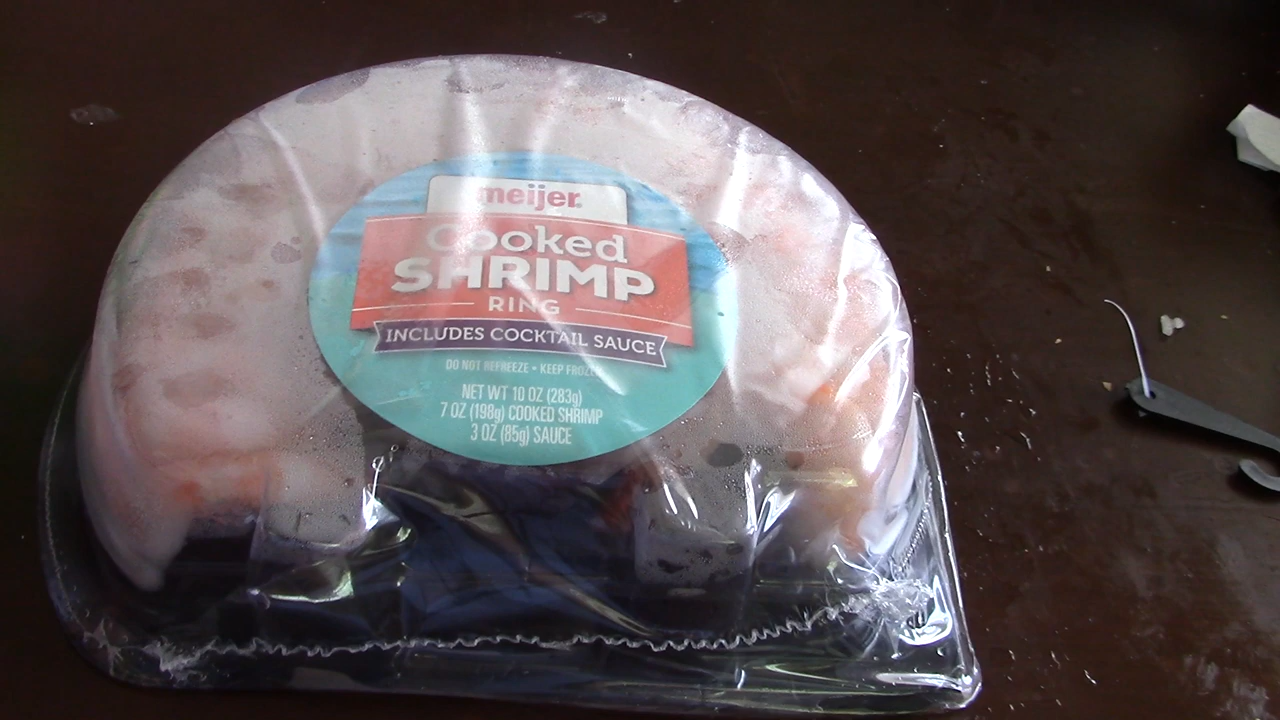 meijer
Cooked
SHRIMP
RING
INCLUDES COCKTAIL SAUCE
DO NOT REFREEZE • KEEP FROZEN
NET WT 10 OZ (283g)
7 OZ (198g) COOKED SHRIMP
3 OZ (85g) SAUCE